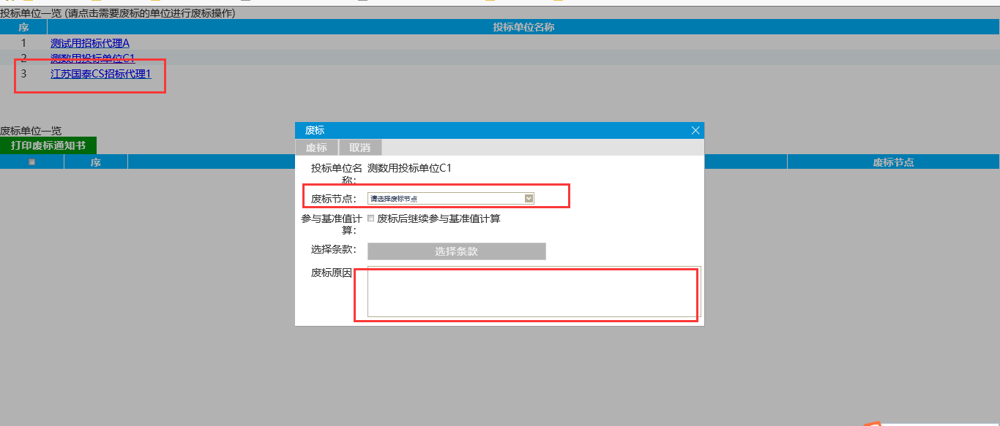 投标单位一览 (请点击需要废标的单位进行废标操作)
序 投标单位名称
1 测试用招标代理A
2 测数用投标单位C1
3 江苏国泰CS招标代理1
废标单位一览
打印废标通知书
序 废标节点
废标
废标 取消
投标单位名称: 测数用投标单位C1
废标节点: 请选择废标节点
参与基准值计算: 废标后继续参与基准值计算
选择条款: 选择条款
废标原因